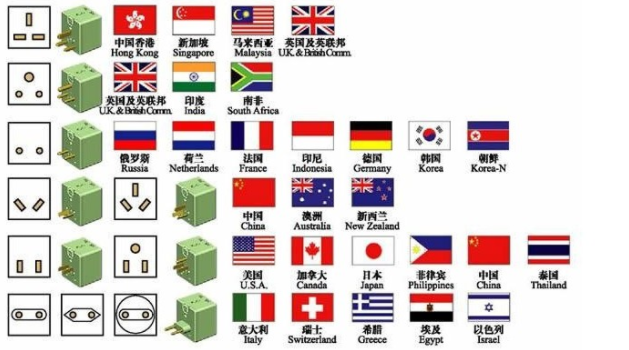 中国香港 新加坡 马来西亚 英国及英联邦
Hong Kong Singapore Malaysia U.K. & British Comm.
英国及英联邦 印度 南非
U.K. & British Comm. India South Africa
俄罗斯 荷兰 法国 印尼 德国 韩国 朝鲜
Russia Netherlands France Indonesia Germany Korea Korea-N
中国 澳洲 新西兰
China Australia New Zealand
美国 加拿大 日本 菲律宾 中国 泰国
U.S.A. Canada Japan Philippines China Thailand
意大利 瑞士 希腊 埃及 以色列
Italy Switzerland Greece Egypt Israel